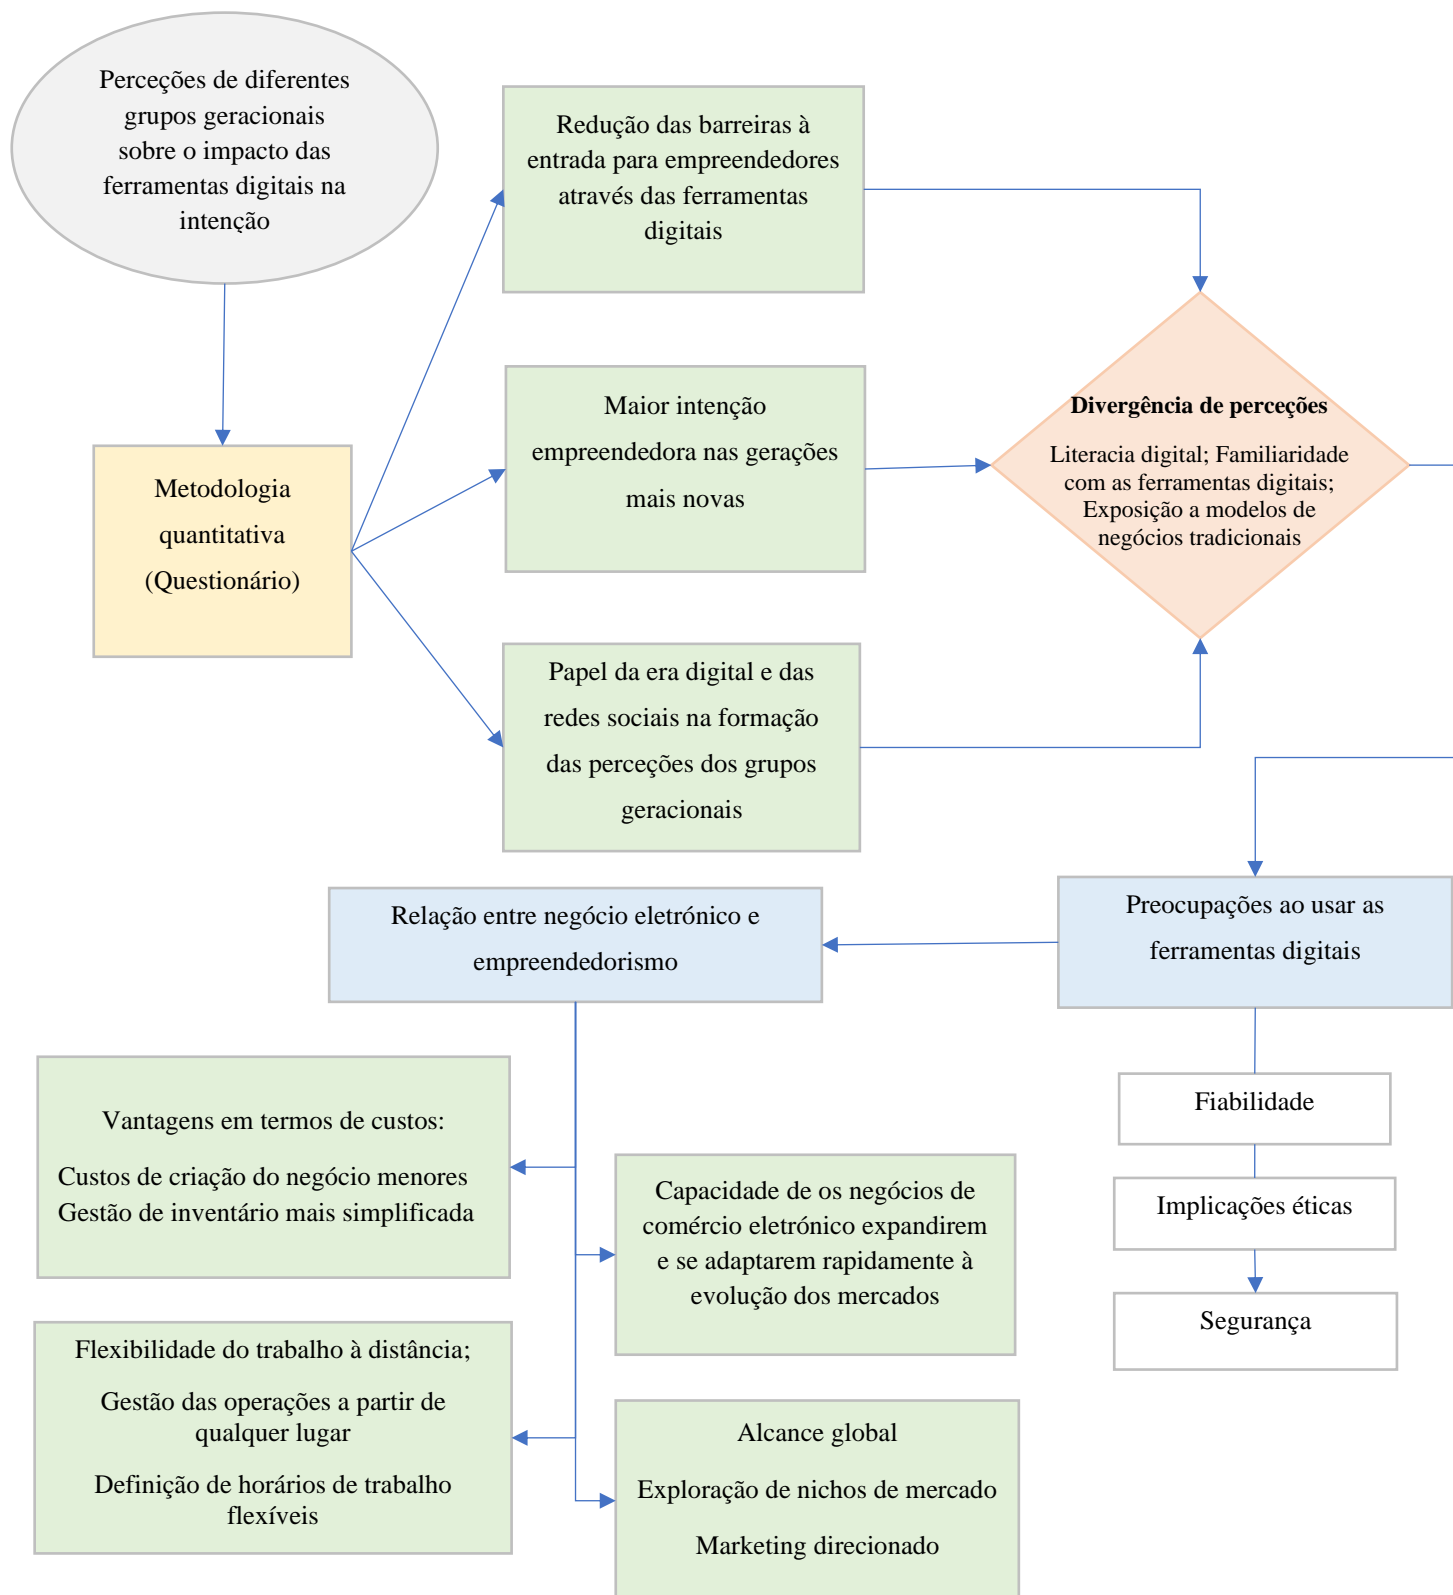 Perceções de diferentes
grupos geracionais
sobre o impacto das
ferramentas digitais na
intenção
Redução das barreiras à
entrada para empreendedores
através das ferramentas
digitais
Maior intenção
empreendedora nas gerações
mais novas
Divergência de perceções
Literacia digital; Familiaridade
com as ferramentas digitais;
Exposição a modelos de
negócios tradicionais
Metodologia
quantitativa
(Questionário)
Papel da era digital e das
redes sociais na formação
das perceções dos grupos
geracionais
Relação entre negócio eletrónico e
empreendedorismo
Preocupações ao usar as
ferramentas digitais
Fiabilidade
Implicações éticas
Segurança
Vantagens em termos de custos:
Custos de criação do negócio menores
Gestão de inventário mais simplificada
Capacidade de os negócios de
comércio eletrónico expandirem
e se adaptarem rapidamente à
evolução dos mercados
Flexibilidade do trabalho à distância;
Gestão das operações a partir de
qualquer lugar
Definição de horários de trabalho
flexíveis
Alcance global
Exploração de nichos de mercado
Marketing direcionado